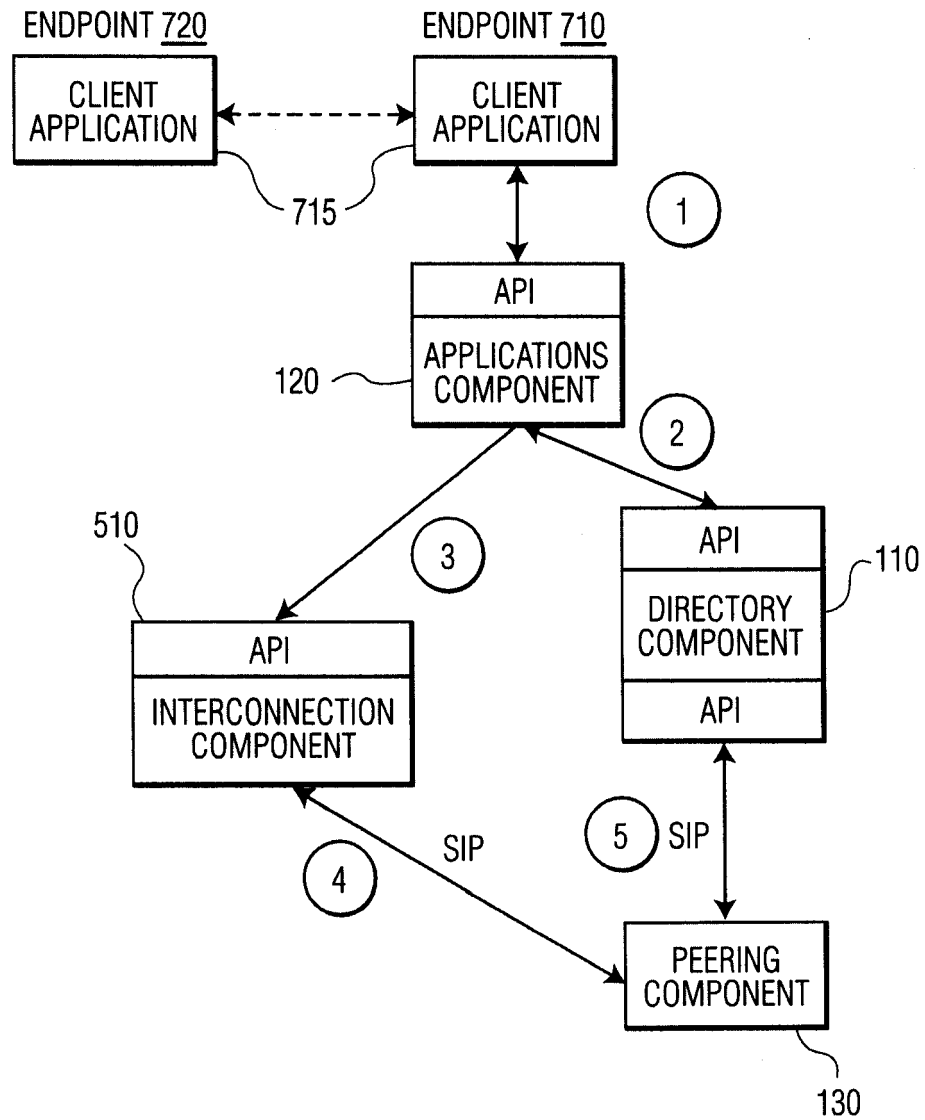 ENDPOINT 720
ENDPOINT 710
CLIENT
APPLICATION
CLIENT
APPLICATION
715
1
API
APPLICATIONS
COMPONENT
120
2
3
510
API
INTERCONNECTION
COMPONENT
API
DIRECTORY
COMPONENT
API
110
4
SIP
5
SIP
PEERING
COMPONENT
130